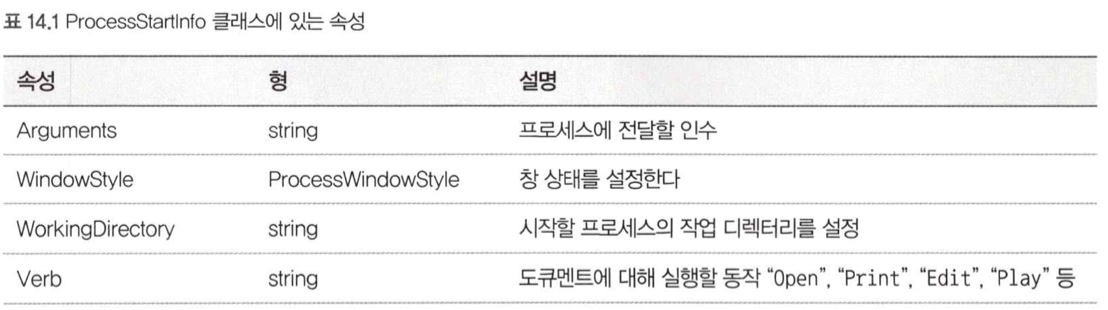 표 14.1 ProcessStartInfo 클래스에 있는 속성
속성 형 설명
Arguments string 프로세스에 전달할 인수
WindowStyle ProcessWindowStyle 창 상태를 설정한다
WorkingDirectory string 시작할 프로세스의 작업 디렉터리를 설정
Verb string 도큐멘트에 대해 실행할 동작 “Open”, “Print”, “Edit”, “Play” 등